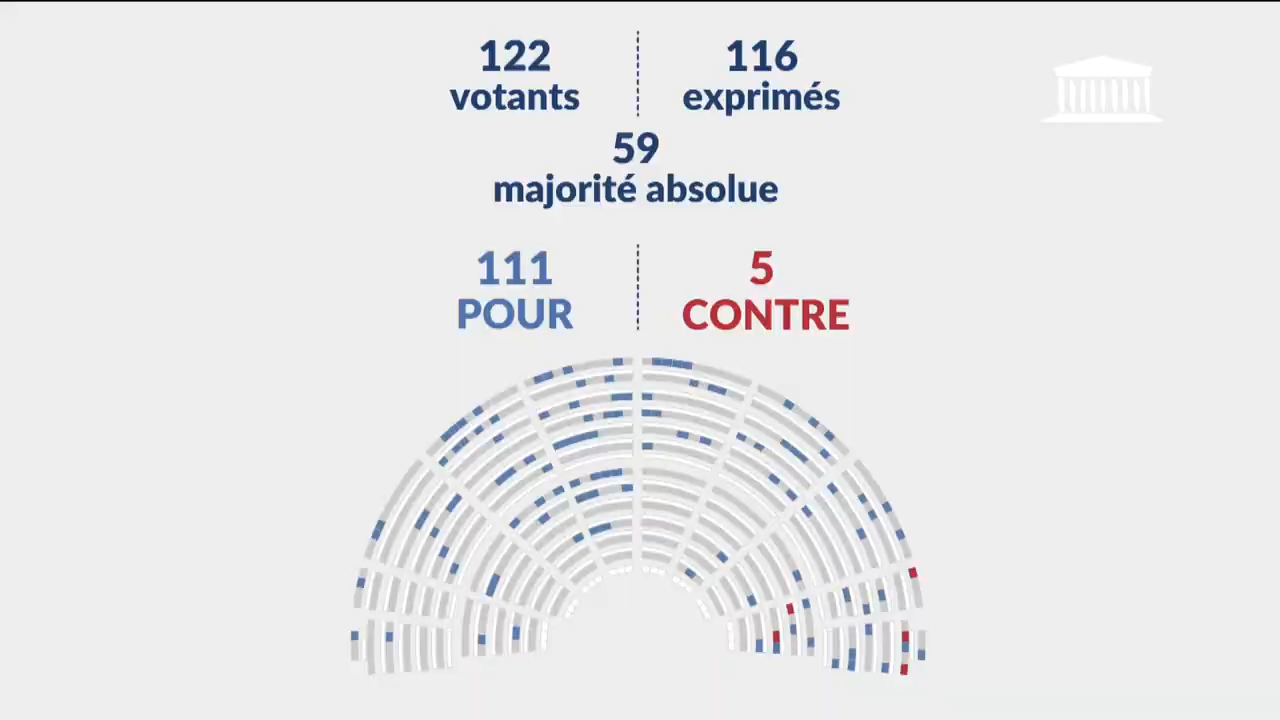 122
votants
116
exprimés
59
majorité absolue
111
POUR
5
CONTRE